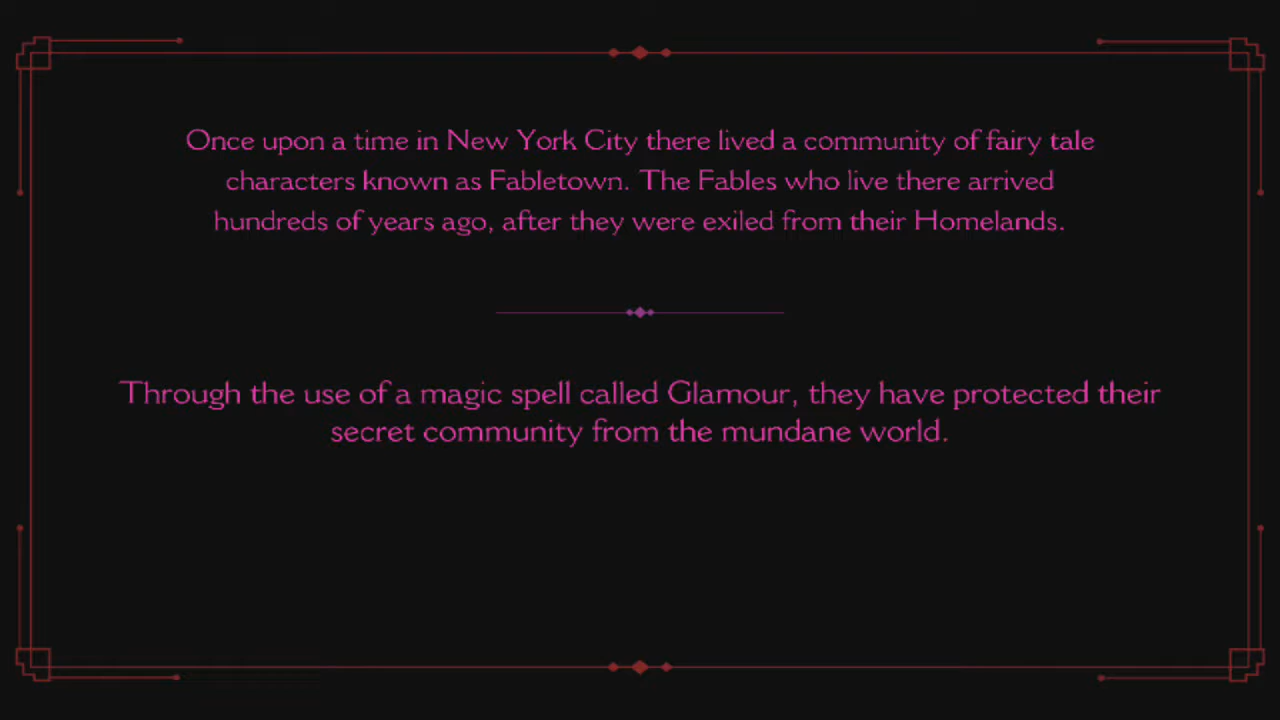 Once upon a time in New York City there lived a community of fairy tale
characters known as Fabletown. The Fables who live there arrived
hundreds of years ago, after they were exiled from their Homelands.
Through the use of a magic spell called Glamour, they have protected their
secret community from the mundane world.